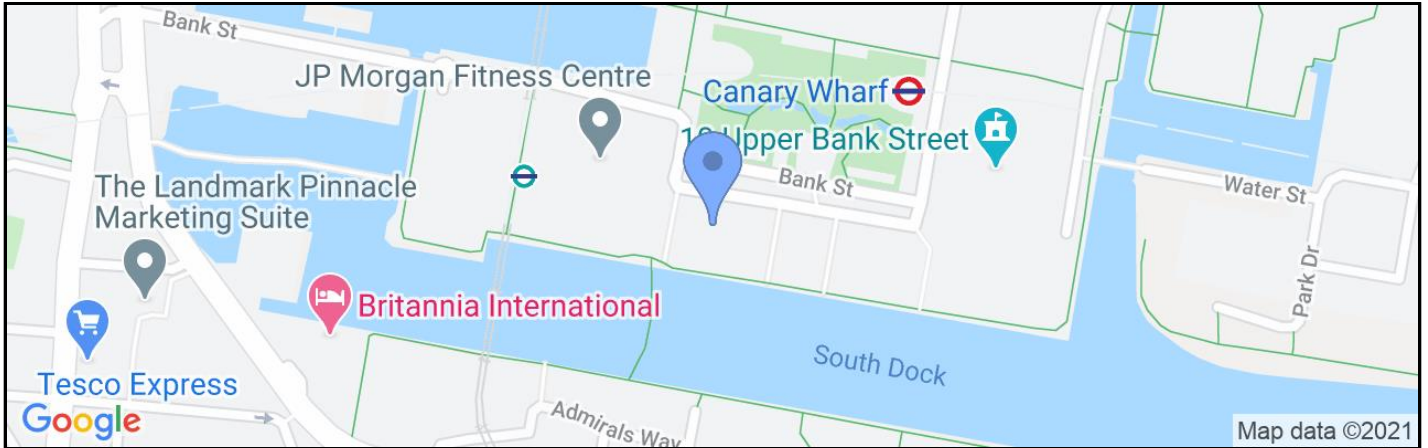 Bank St
JP Morgan Fitness Centre
Canary Wharf
Upper Bank Street
Bank St
Water St
The Landmark Pinnacle
Marketing Suite
Park Dr
Britannia International
South Dock
Tesco Express
Admirals Way
Google
Map data ©2021